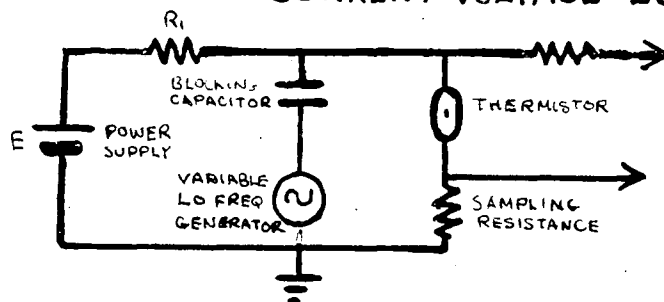 R1
BLOCKING
CAPACITOR
THERMISTOR
E
POWER
SUPPLY
VARIABLE
LO FREQ
GENERATOR
SAMPLING
RESISTANCE